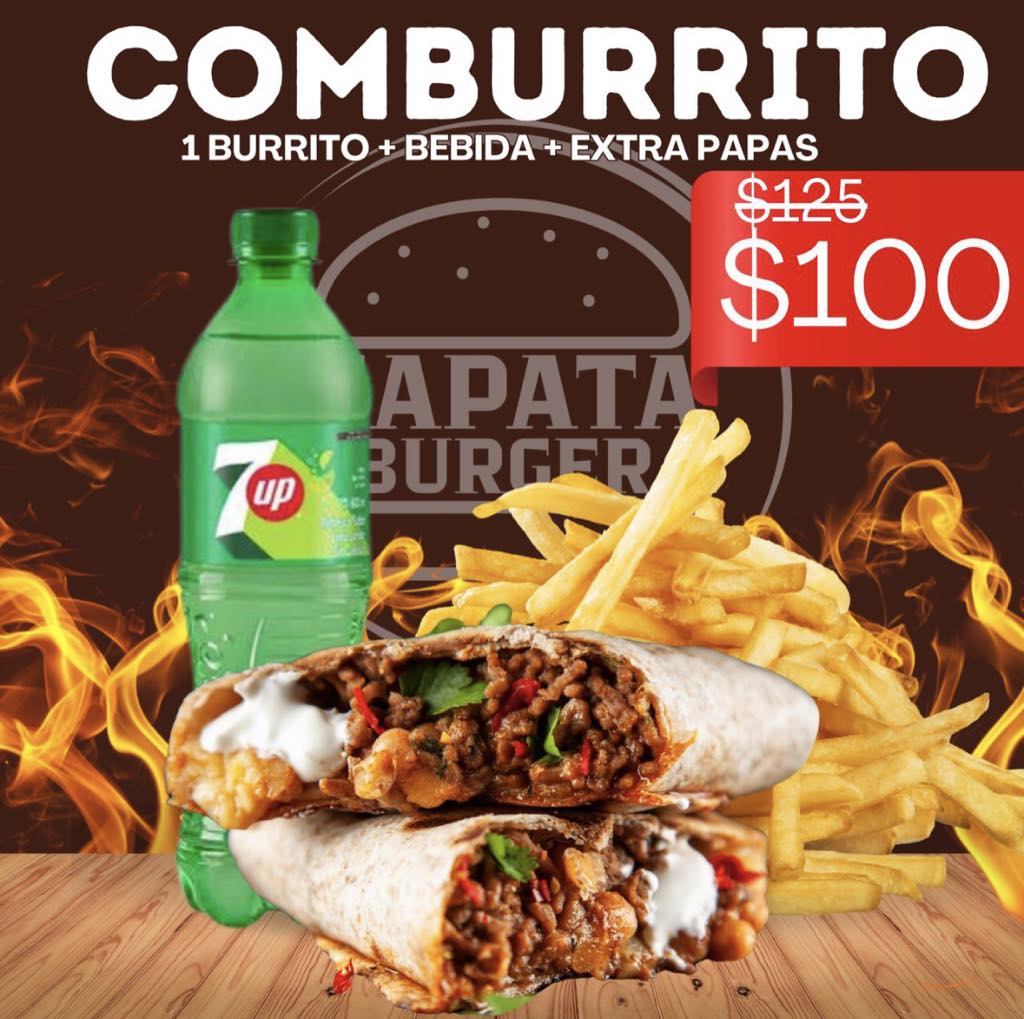 COMBURRITO
1 BURRITO + BEBIDA + EXTRA PAPAS
$125
$100
APATA
BURGER
7up